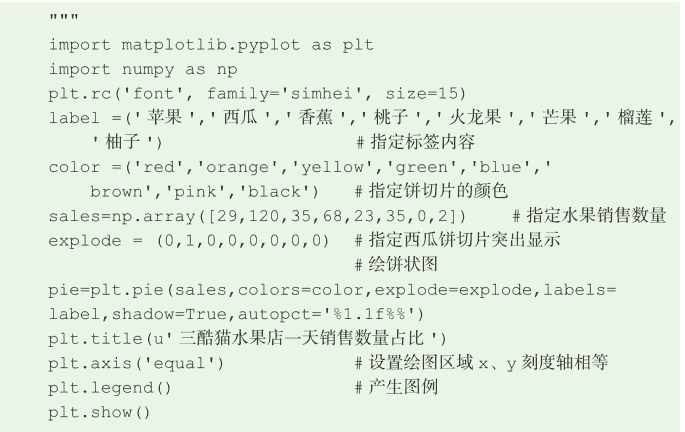 """
import matplotlib.pyplot as plt
import numpy as np
plt.rc('font', family='simhei', size=15)
label =('苹果','西瓜','香蕉','桃子','火龙果','芒果','榴莲',
'柚子') #指定标签内容
color =('red','orange','yellow','green','blue','
brown','pink','black') #指定饼切片的颜色
sales=np.array([29,120,35,68,23,35,0,2]) #指定水果销售数量
explode = (0,1,0,0,0,0,0,0) #指定西瓜饼切片突出显示
#绘饼状图
pie=plt.pie(sales,colors=color,explode=explode,labels=
label,shadow=True,autopct='%1.1f%%')
plt.title(u'三酷猫水果店一天销售数量占比')
plt.axis('equal') #设置绘图区域x、y刻度轴相等
plt.legend() #产生图例
plt.show()